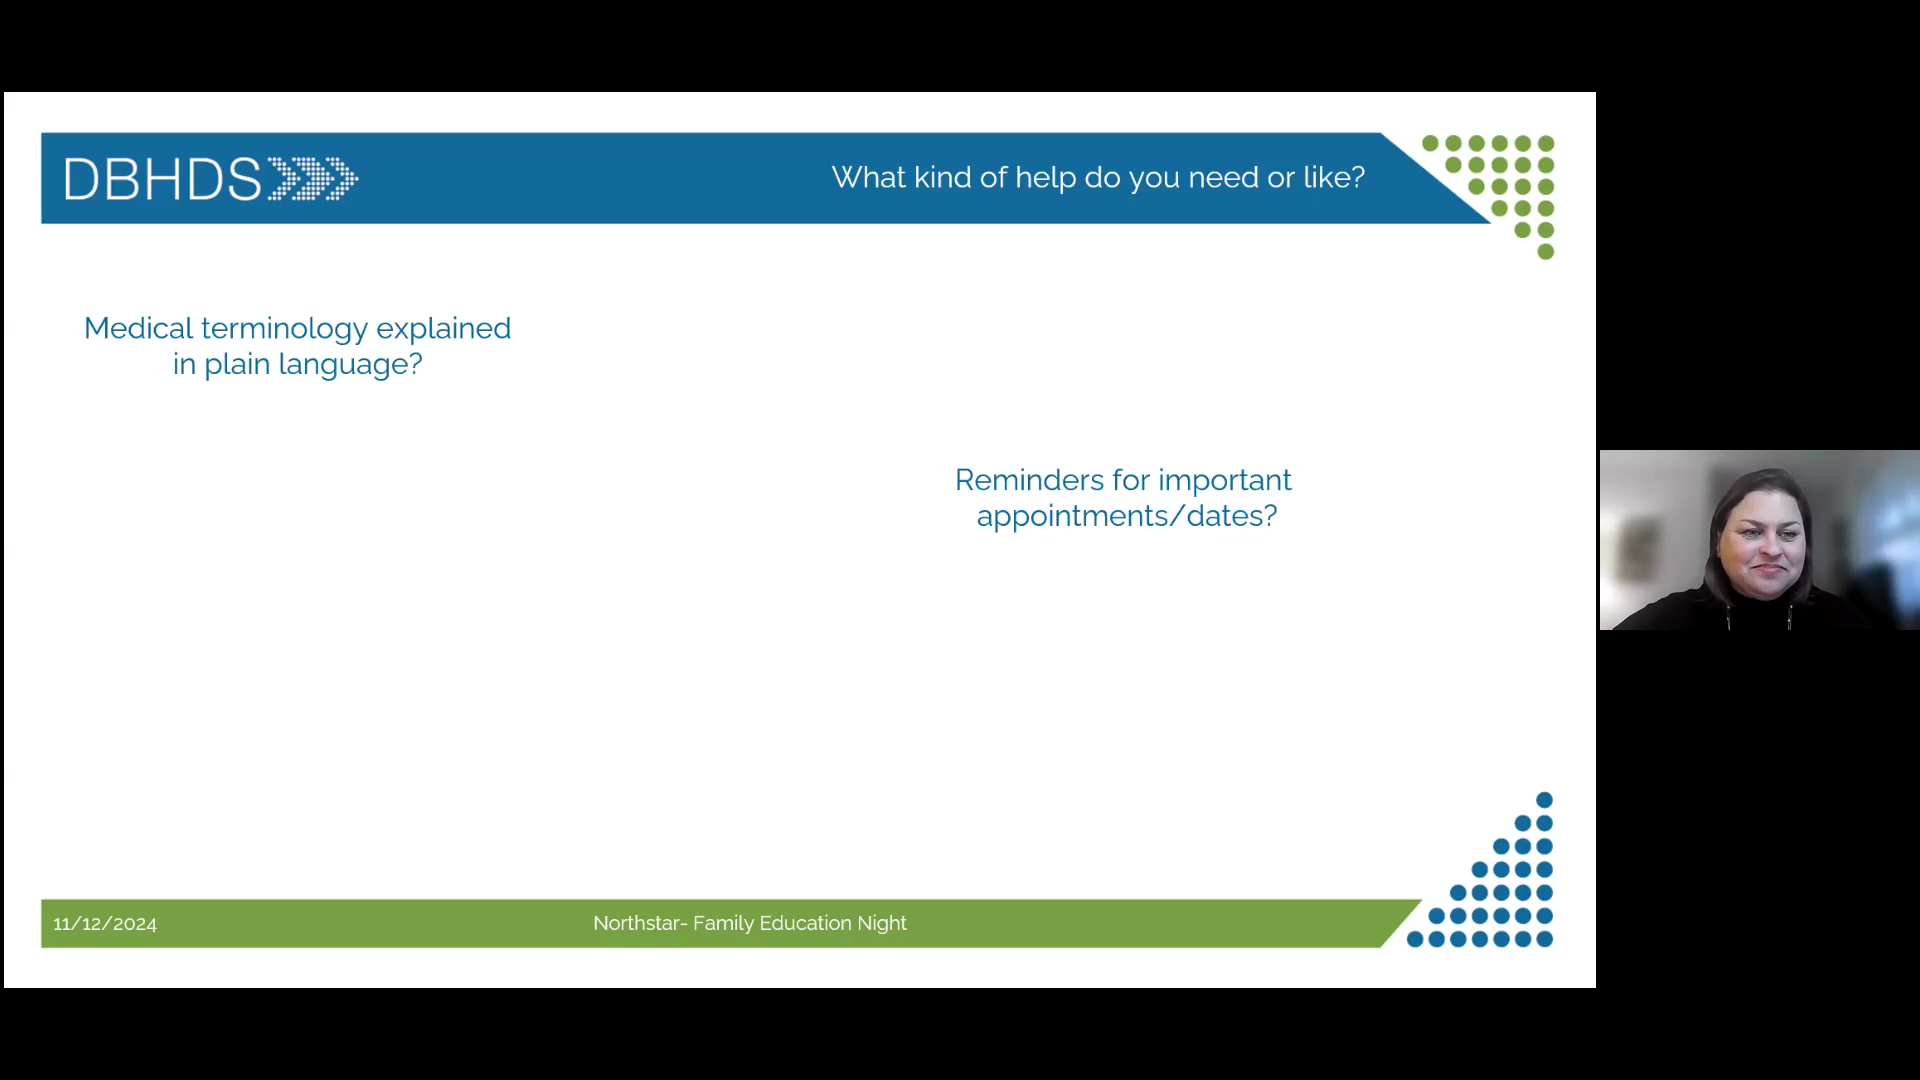 DBHDS
What kind of help do you need or like?
Medical terminology explained
in plain language?
Reminders for important
appointments/dates?
11/12/2024
Northstar- Family Education Night